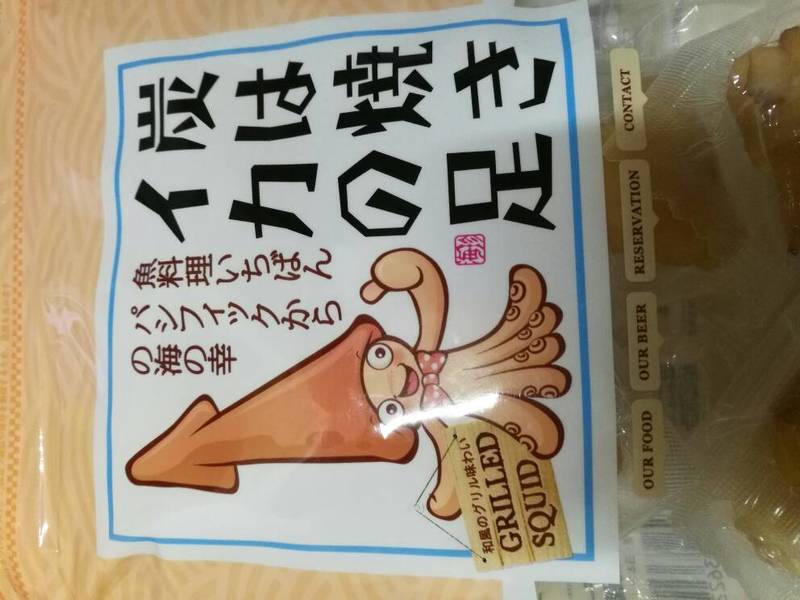 炭は焼き
イカの足
魚料理いちばん
パシフィックから
の海の幸
和風のグリル味わい
GRILLED
SQUID
OUR FOOD
OUR BEER
RESERVATION
CONTACT